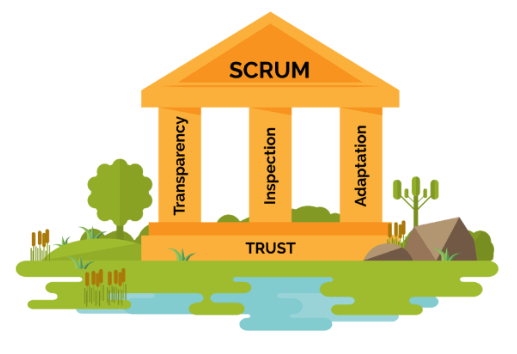 SCRUM
Transparency
Inspection
Adaptation
TRUST